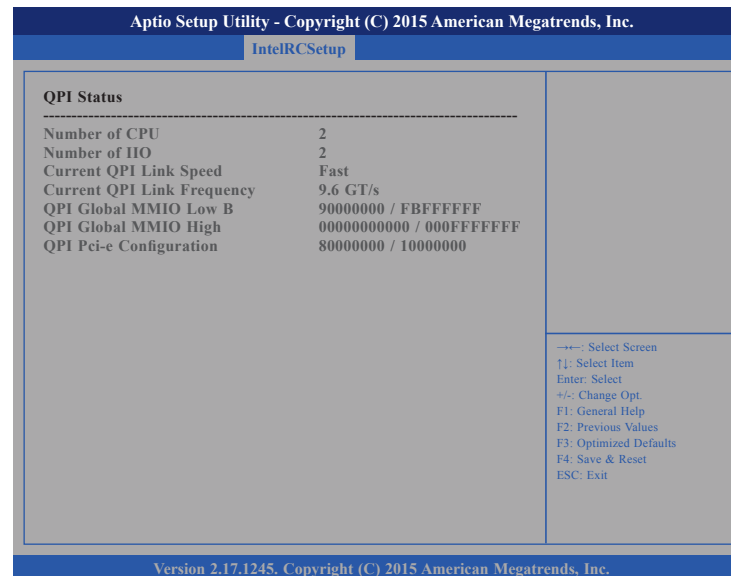 Aptio Setup Utility - Copyright (C) 2015 American Megatrends, Inc.
IntelRCSetup
QPI Status
--------------------------------------------------------------------------------------
Number of CPU 2
Number of IIO 2
Current QPI Link Speed Fast
Current QPI Link Frequency 9.6 GT/s
QPI Global MMIO Low B 90000000 / FBFFFFFF
QPI Global MMIO High 00000000000 / 000FFFFFFF
QPI Pci-e Configuration 80000000 / 10000000
→←: Select Screen
↑↓: Select Item
Enter: Select
+/-: Change Opt.
F1: General Help
F2: Previous Values
F3: Optimized Defaults
F4: Save & Reset
ESC: Exit
Version 2.17.1245. Copyright (C) 2015 American Megatrends, Inc.